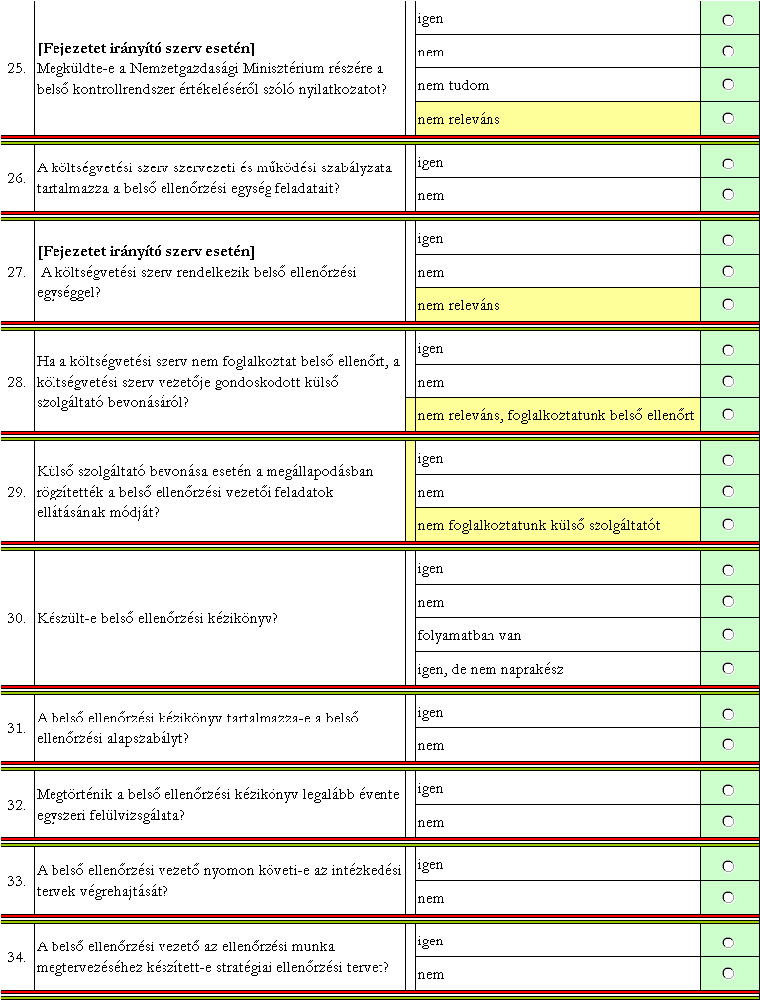 25.
[Fejezetet irányító szerv esetén]
Megküldte-e a Nemzetgazdasági Minisztérium részére a
belső kontrollrendszer értékeléséről szóló nyilatkozatot?
igen
nem
nem tudom
nem releváns
26.
A költségvetési szerv szervezeti és működési szabályzata
tartalmazza a belső ellenőrzési egység feladatait?
igen
nem
27.
[Fejezetet irányító szerv esetén]
A költségvetési szerv rendelkezik belső ellenőrzési
egységgel?
igen
nem
nem releváns
28.
Ha a költségvetési szerv nem foglalkoztat belső ellenőrt, a
költségvetési szerv vezetője gondoskodott külső
szolgáltató bevonásáról?
igen
nem
nem releváns, foglalkoztatunk belső ellenőrt
29.
Külső szolgáltató bevonása esetén a megállapodásban
rögzítették a belső ellenőrzési vezetői feladatok
ellátásának módját?
igen
nem
nem foglalkoztatunk külső szolgáltatót
30.
Készült-e belső ellenőrzési kézikönyv?
igen
nem
folyamatban van
igen, de nem naprakész
31.
A belső ellenőrzési kézikönyv tartalmazza-e a belső
ellenőrzési alapszabályt?
igen
nem
32.
Megtörténik a belső ellenőrzési kézikönyv legalább évente
egyszeri felülvizsgálata?
igen
nem
33.
A belső ellenőrzési vezető nyomon követi-e az intézkedési
tervek végrehajtását?
igen
nem
34.
A belső ellenőrzési vezető az ellenőrzési munka
megtervezéséhez készített-e stratégiai ellenőrzési tervet?
igen
nem